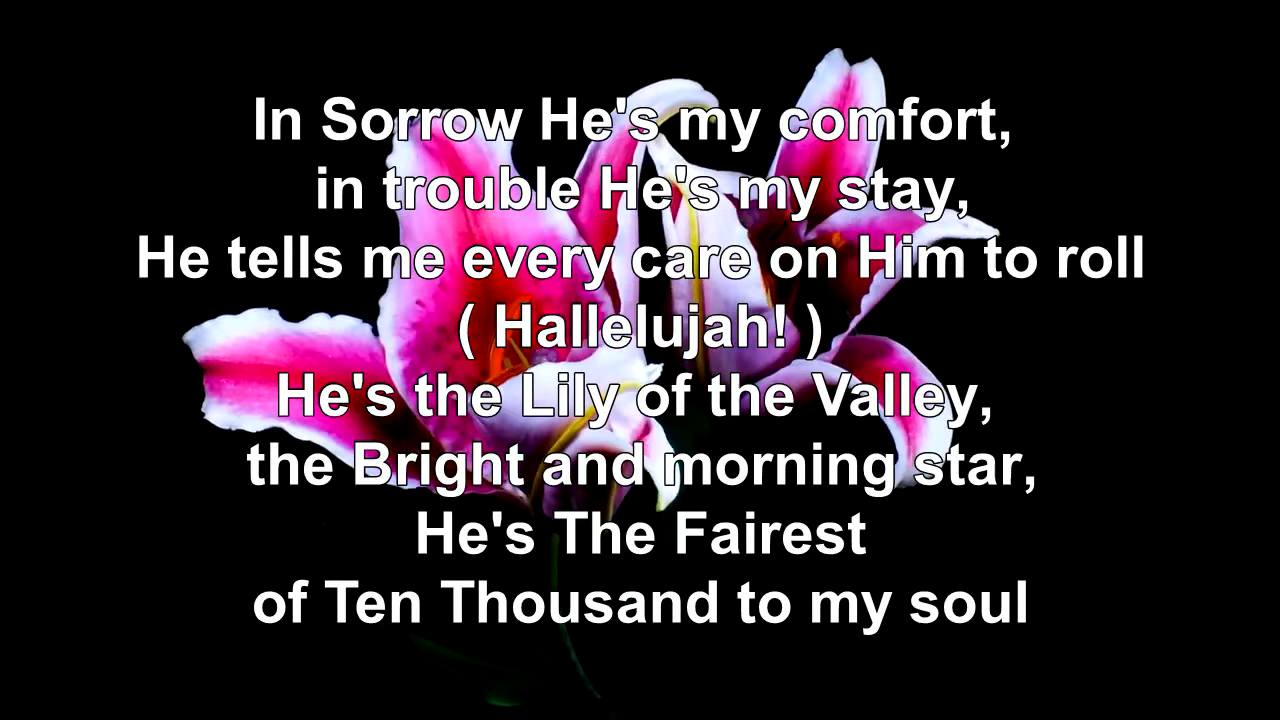 In Sorrow He's my comfort,
in trouble He's my stay,
He tells me every care on Him to roll
( Hallelujah! )
He's the Lily of the Valley,
the Bright and morning star,
He's The Fairest
of Ten Thousand to my soul